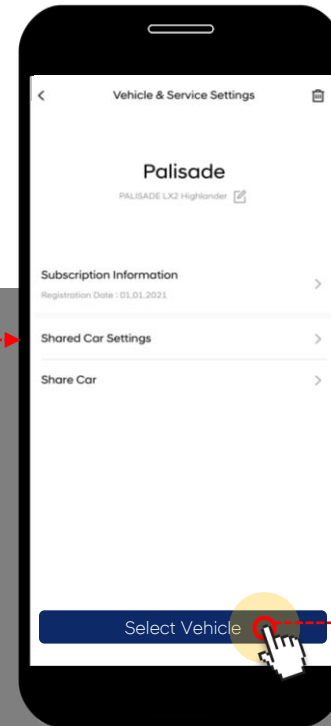 Vehicle & Service Settings
Palisade
PALISADE LX2 Highlander
Subscription Information
Registration Date : 01.01.2021
Shared Car Settings
Share Car
Select Vehicle